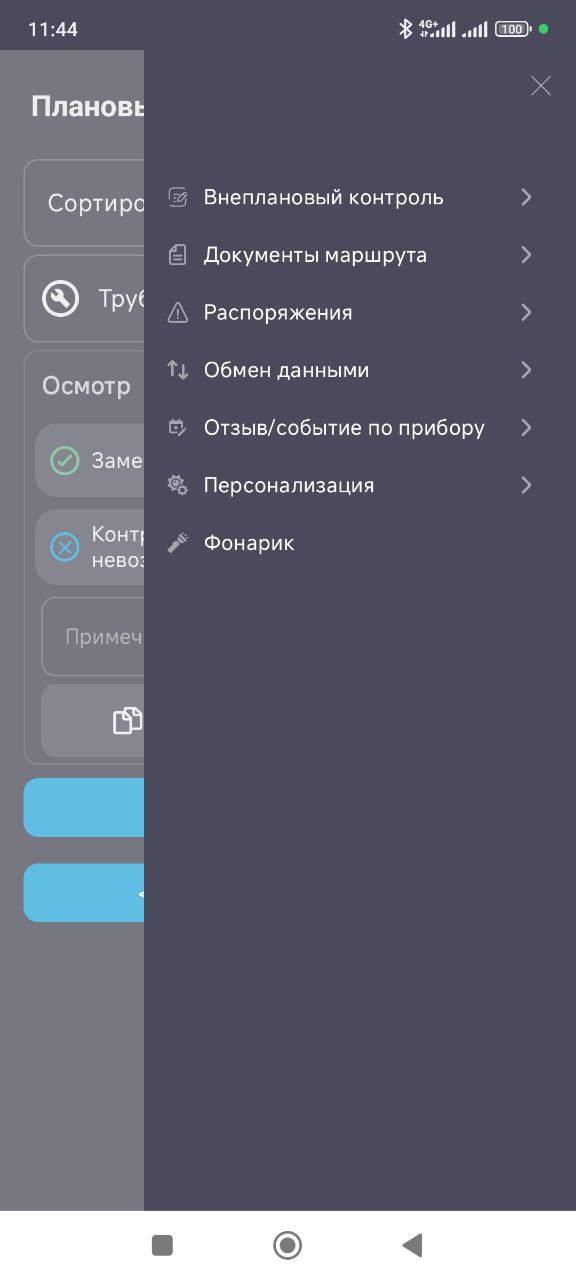 11:44
4G+
100
Плановы
Сортиро
Труб
Осмотр
Заме
Контр
невоз
Примеч
Внеплановый контроль
Документы маршрута
Распоряжения
Обмен данными
Отзыв/событие по прибору
Персонализация
Фонарик